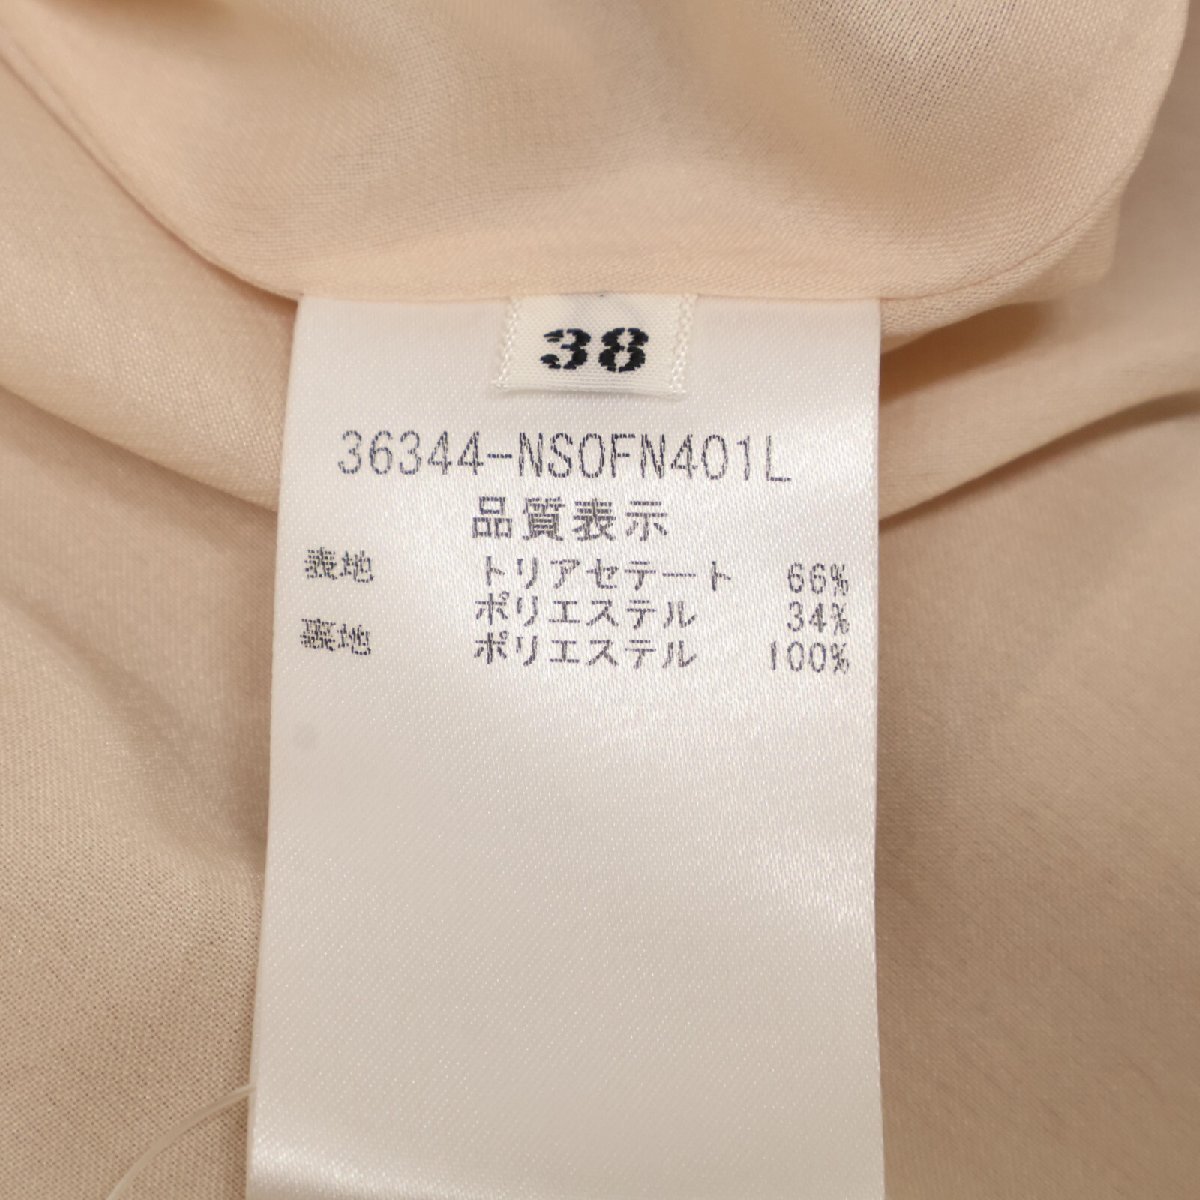 38
36344-NSOFN401L
品質表示
表地 トリアセテート 66%
ポリエステル 34%
裏地 ポリエステル 100%